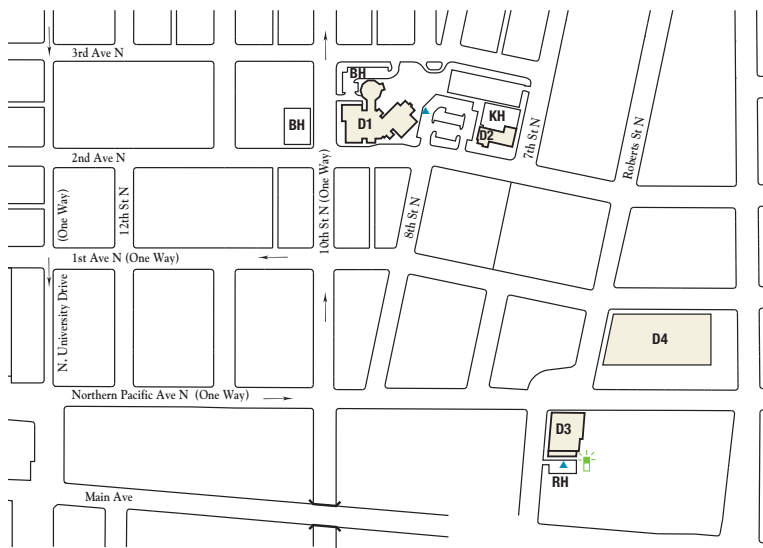 3rd Ave N
BH
BH
D1
KH
D2
7th St N
Roberts St N
2nd Ave N
(One Way)
12th St N
10th St N (One Way)
8th St N
1st Ave N (One Way)
N. University Drive
D4
Northern Pacific Ave N (One Way)
D3
RH
Main Ave